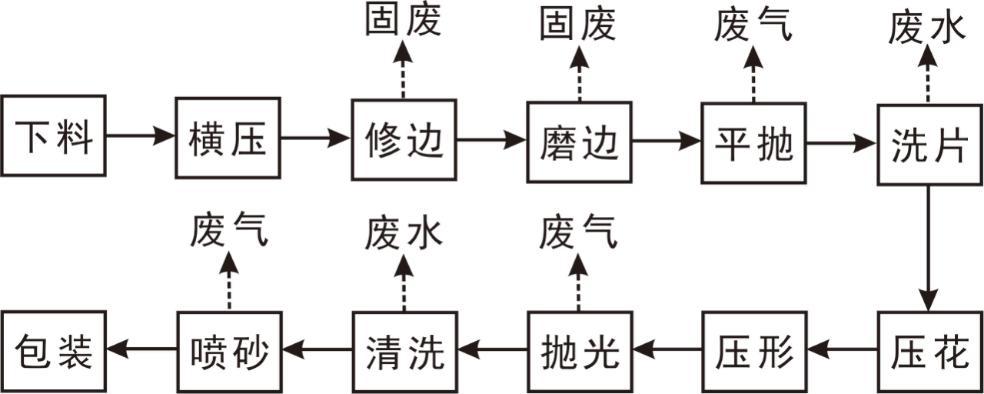 固废 固废 废气 废水
下料 横压 修边 磨边 平抛 洗片
废气 废水 废气
包装 喷砂 清洗 抛光 压形 压花